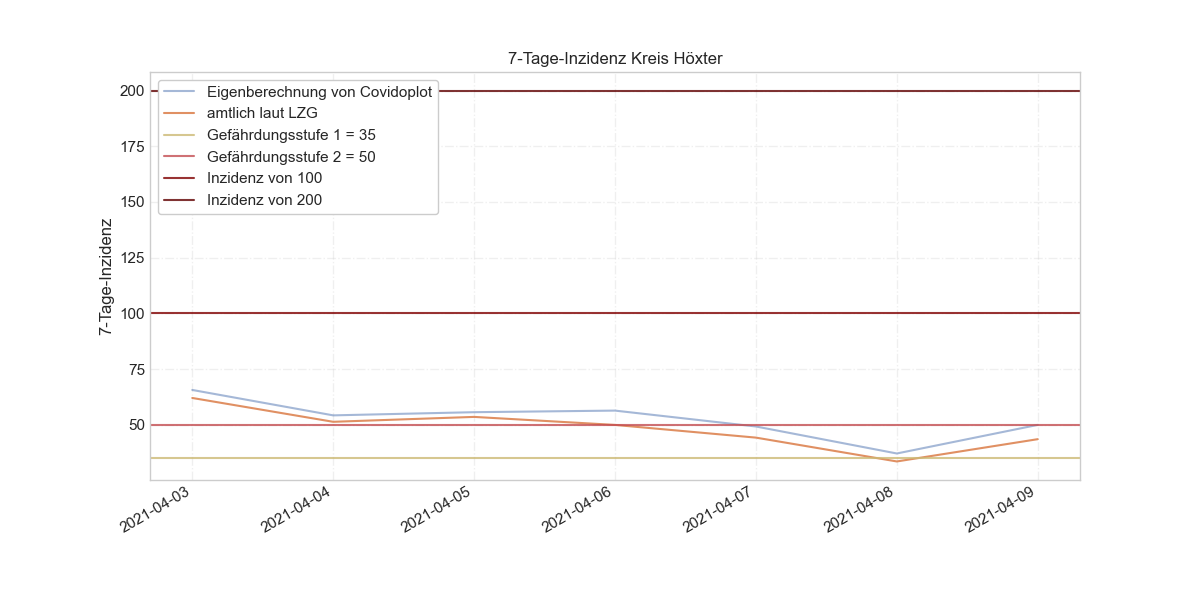 7-Tage-Inzidenz Kreis Höxter
Eigenberechnung von Covidoplot
amtlich laut LZG
Gefährdungsstufe 1 = 35
Gefährdungsstufe 2 = 50
Inzidenz von 100
Inzidenz von 200
7-Tage-Inzidenz
200
175
150
125
100
75
50
2021-04-03
2021-04-04
2021-04-05
2021-04-06
2021-04-07
2021-04-08
2021-04-09